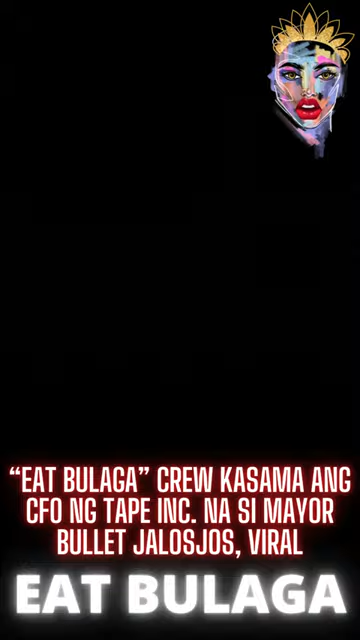 “EAT BULAGA” CREW KASAMA ANG
CFO NG TAPE INC. NA SI MAYOR
BULLET JALOSJOS, VIRAL
EAT BULAGA